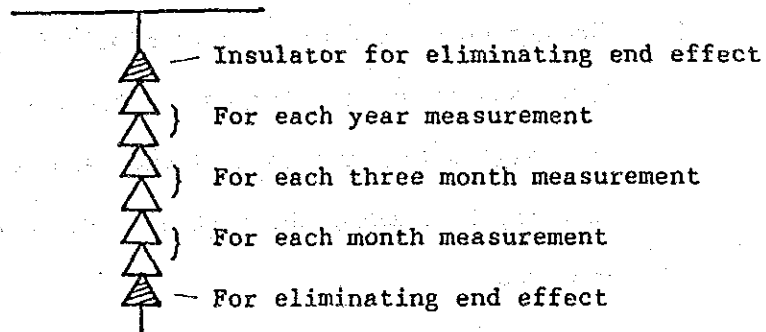 Insulator for eliminating end effect
For each year measurement
For each three month measurement
For each month measurement
For eliminating end effect